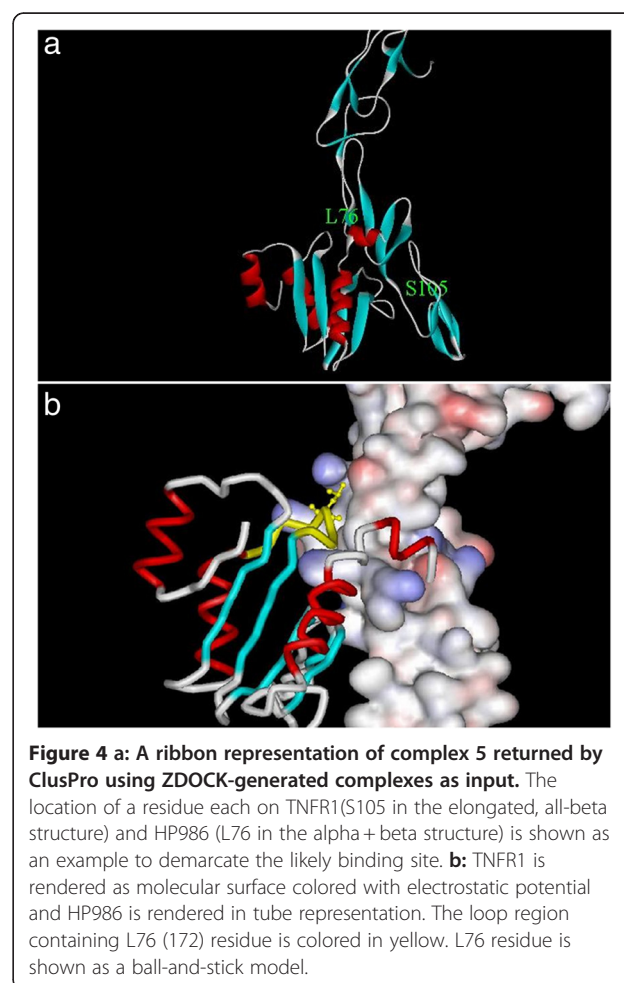 a
L76
S105
b
Figure 4 a: A ribbon representation of complex 5 returned by
ClusPro using ZDOCK-generated complexes as input. The
location of a residue each on TNFR1(S105 in the elongated, all-beta
structure) and HP986 (L76 in the alpha + beta structure) is shown as
an example to demarcate the likely binding site. b: TNFR1 is
rendered as molecular surface colored with electrostatic potential
and HP986 is rendered in tube representation. The loop region
containing L76 (172) residue is colored in yellow. L76 residue is
shown as a ball-and-stick model.